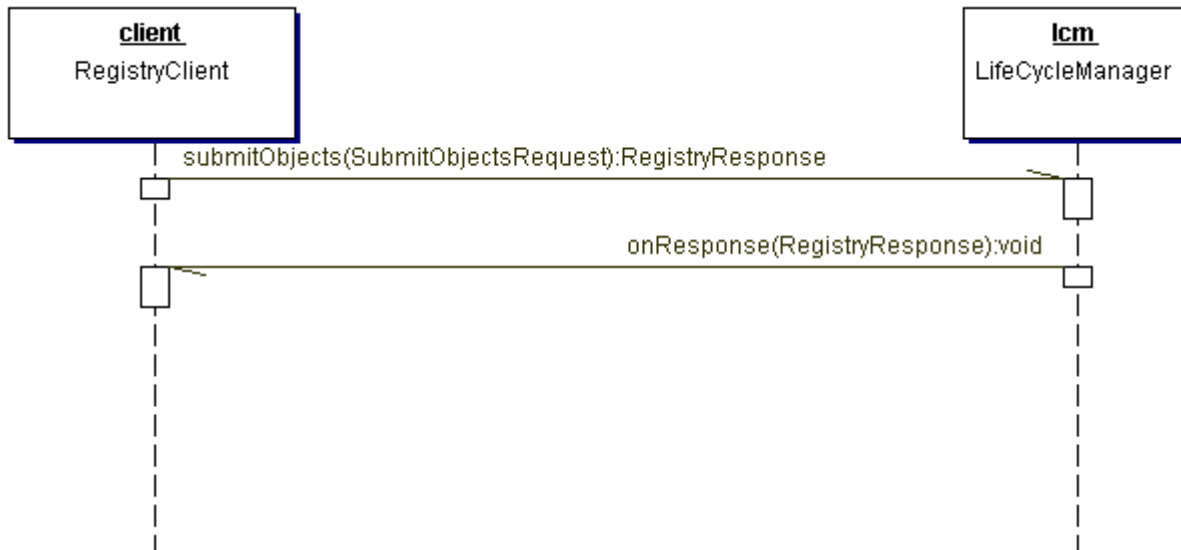 client
RegistryClient
lcm
LifeCycleManager
submitObjects(SubmitObjectsRequest):RegistryResponse
onResponse(RegistryResponse):void